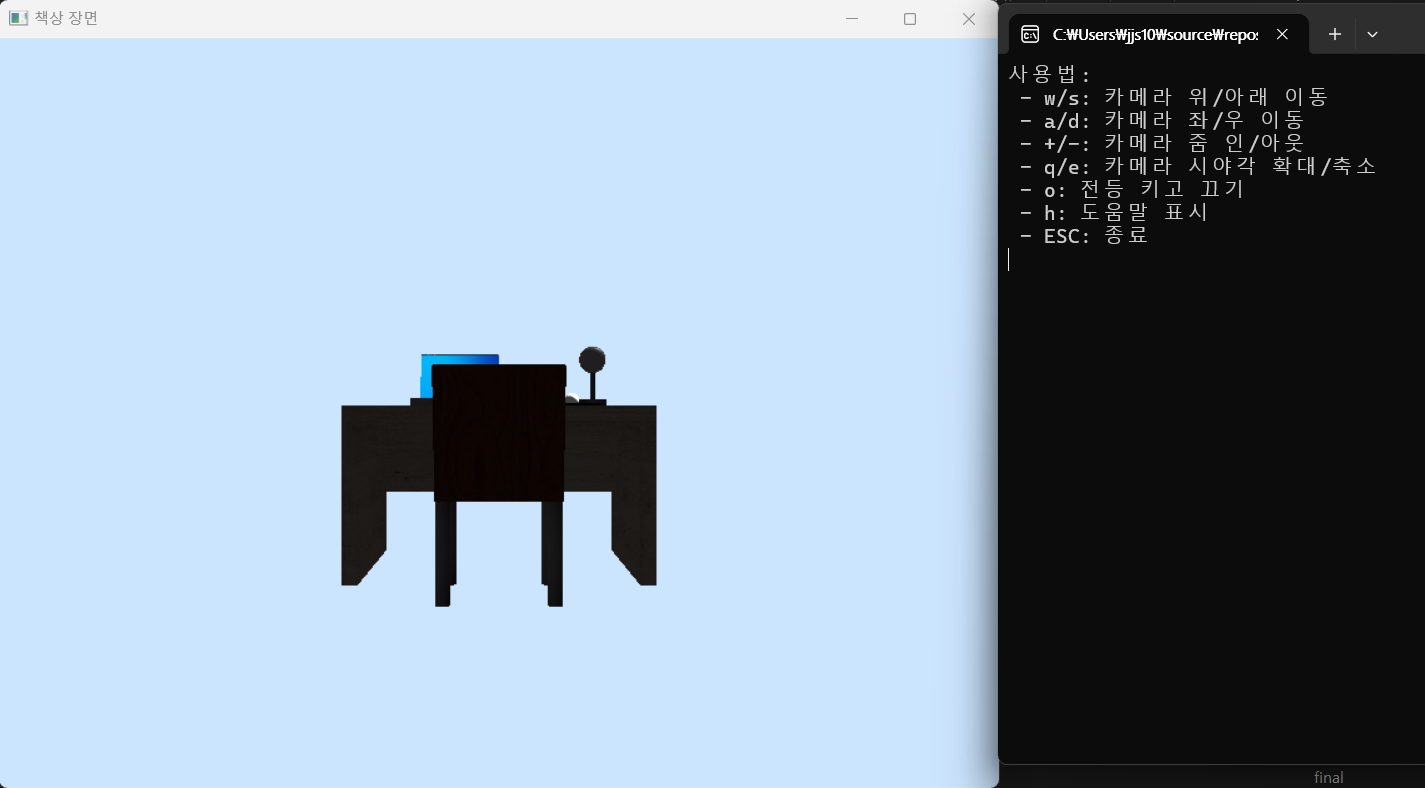 책상 장면
C:₩Users₩jjs10₩source₩repos
사용법:
- w/s: 카메라 위/아래 이동
- a/d: 카메라 좌/우 이동
- +/-: 카메라 줌 인/아웃
- q/e: 카메라 시야각 확대/축소
- o: 전등 키고 끄기
- h: 도움말 표시
- ESC: 종료
final